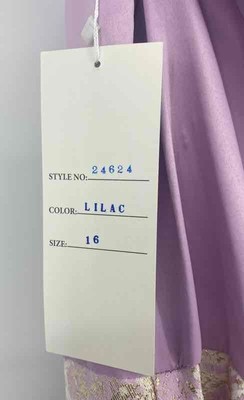 STYLE NO: 24624
COLOR: LILAC
SIZE: 16